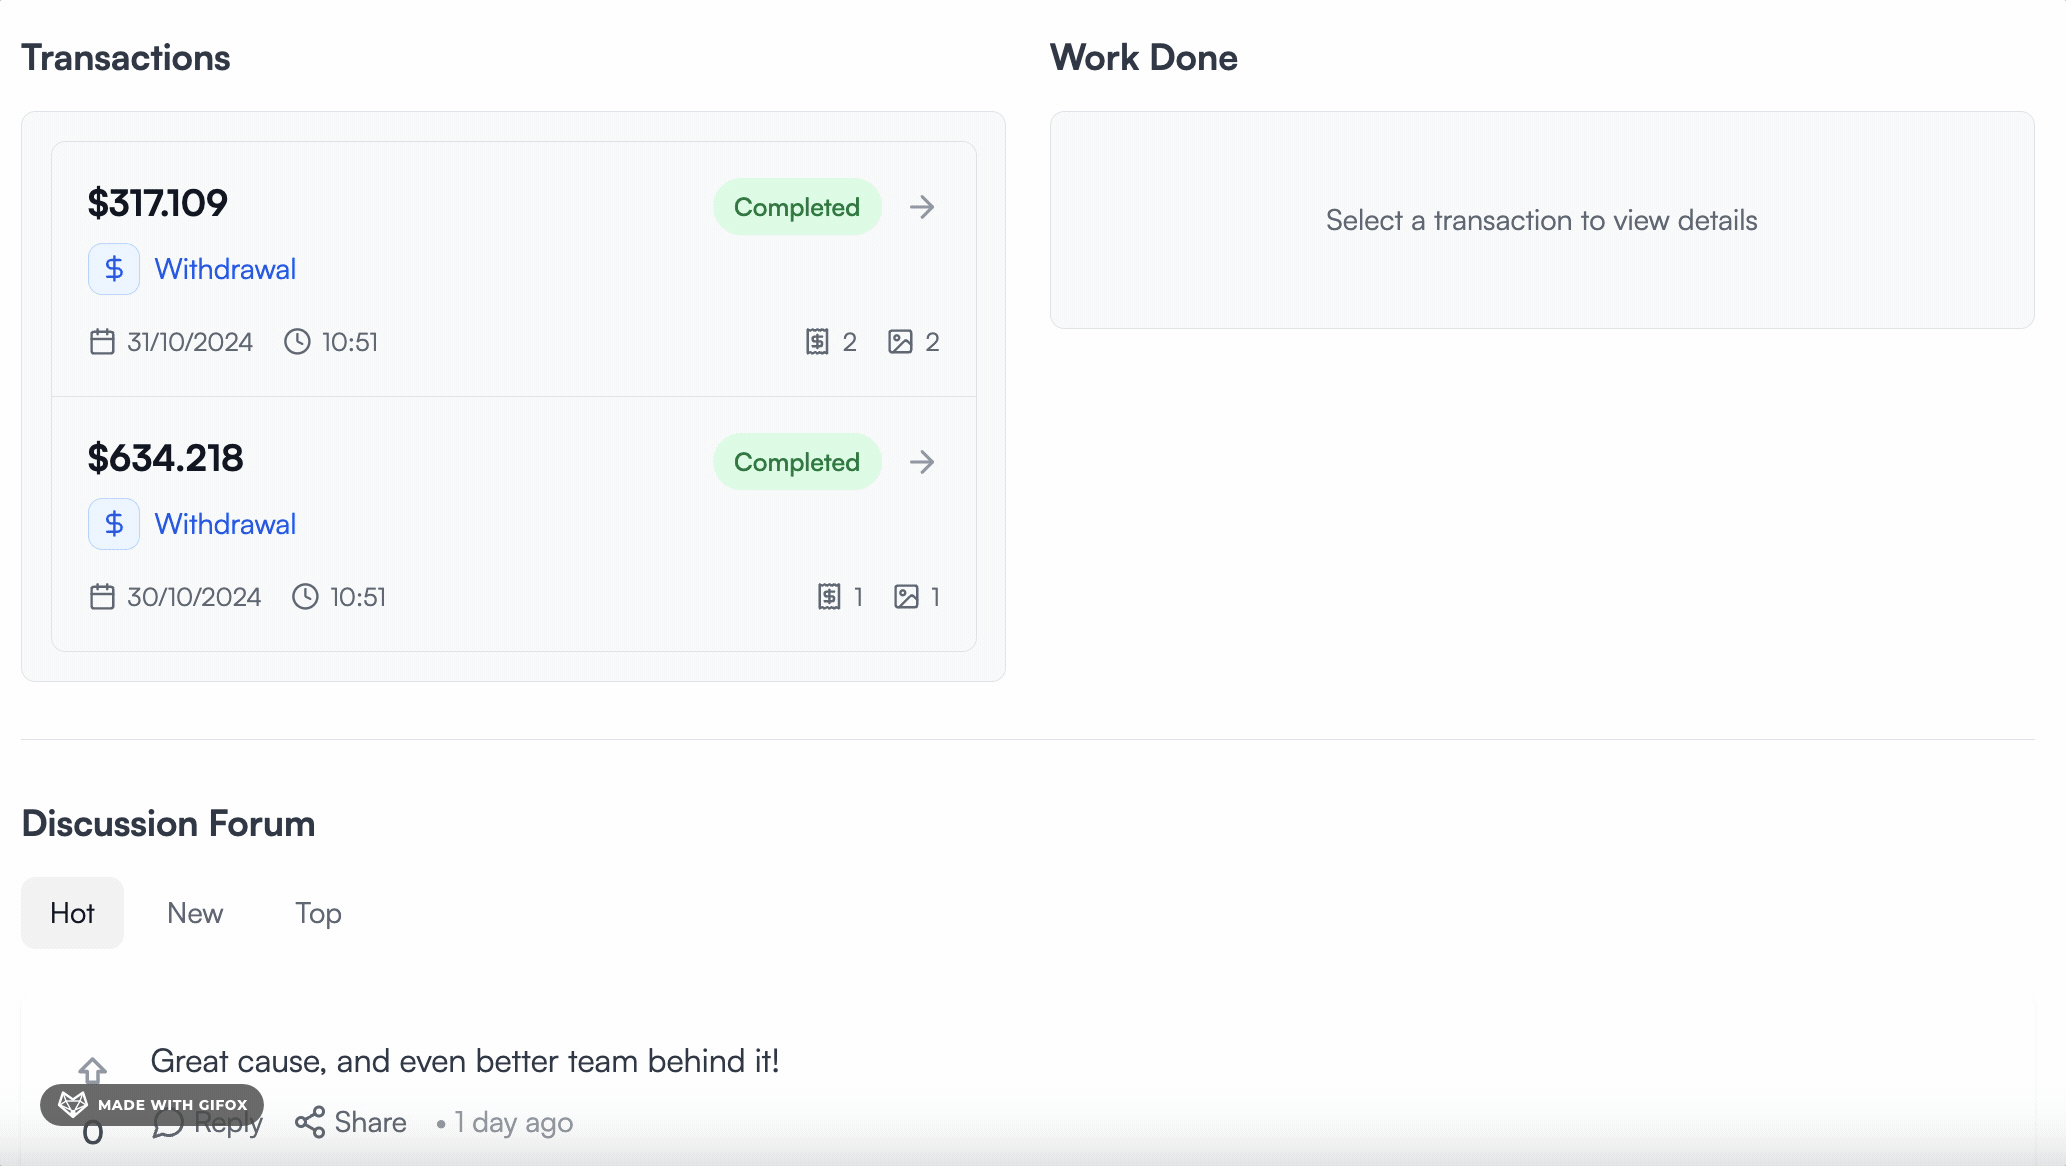 Transactions
$317.109
Completed
$ Withdrawal
31/10/2024 10:51
$ 2 2
$634.218
Completed
$ Withdrawal
30/10/2024 10:51
$ 1 1
Work Done
Select a transaction to view details
Discussion Forum
Hot New Top
Great cause, and even better team behind it!
MADE WITH GIFOX
0 Reply Share • 1 day ago